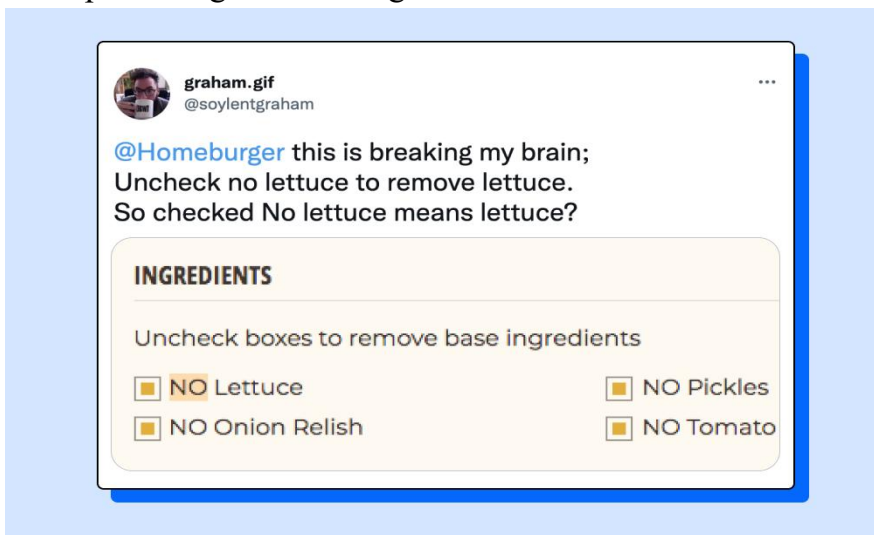 graham.gif
@soylentgraham
@Homeburger this is breaking my brain;
Uncheck no lettuce to remove lettuce.
So checked No lettuce means lettuce?
INGREDIENTS
Uncheck boxes to remove base ingredients
NO Lettuce
NO Pickles
NO Onion Relish
NO Tomato